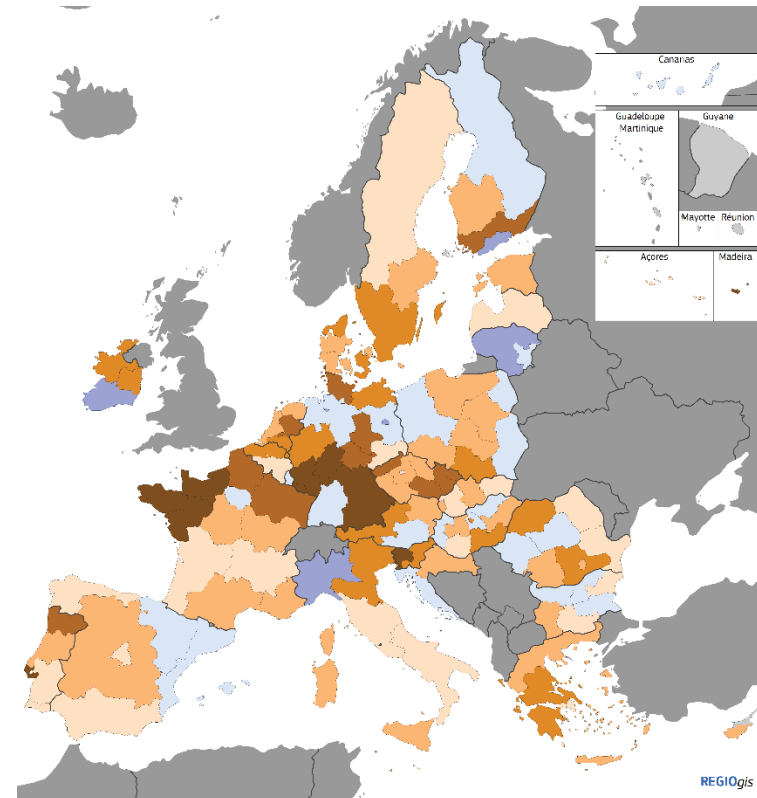 Canarias
Guadeloupe
Martinique
Guyane
Mayotte
Réunion
Açores
Madeira
REGIOgis